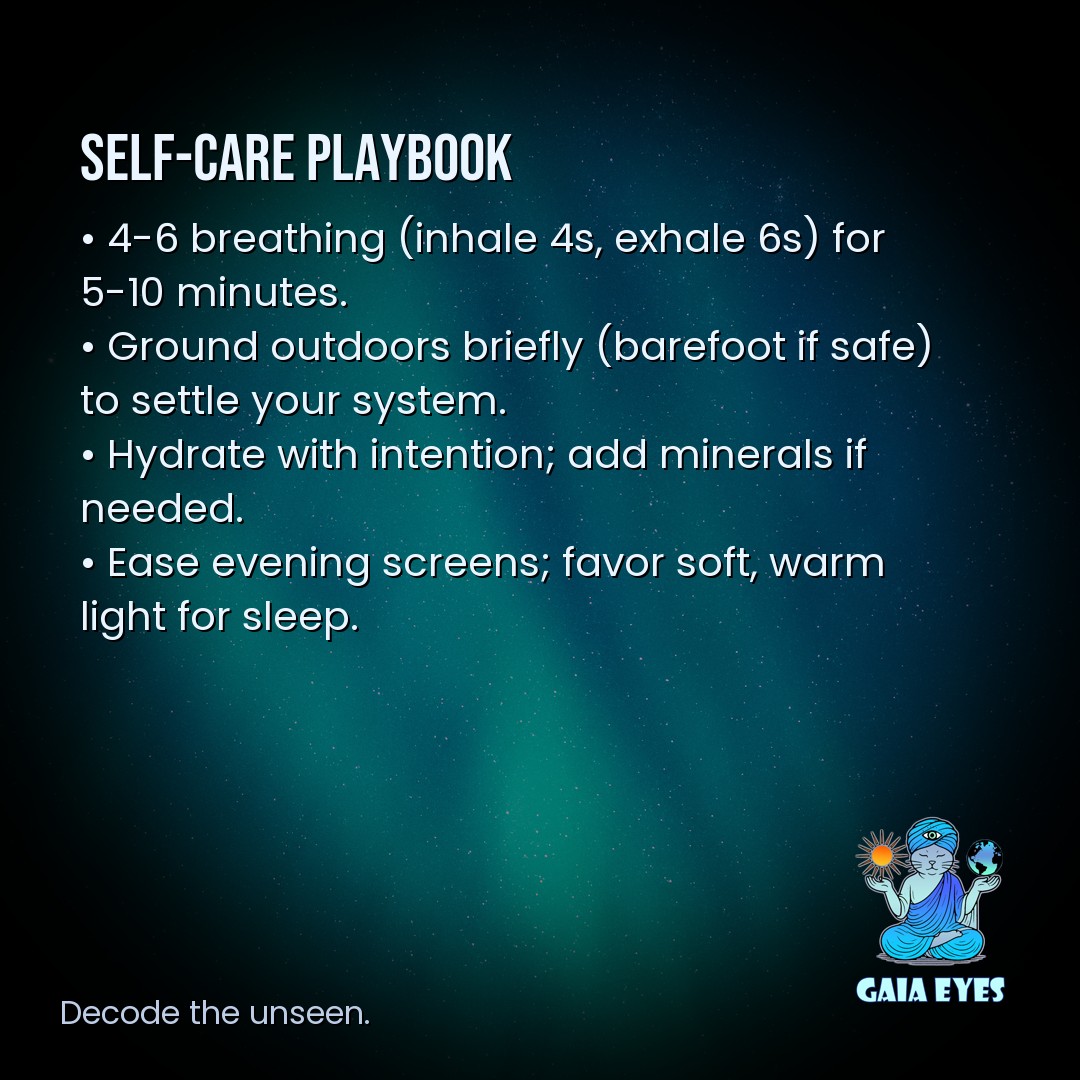 SELF-CARE PLAYBOOK
• 4-6 breathing (inhale 4s, exhale 6s) for
5-10 minutes.
• Ground outdoors briefly (barefoot if safe)
to settle your system.
• Hydrate with intention; add minerals if
needed.
• Ease evening screens; favor soft, warm
light for sleep.
GAIA EYES
Decode the unseen.